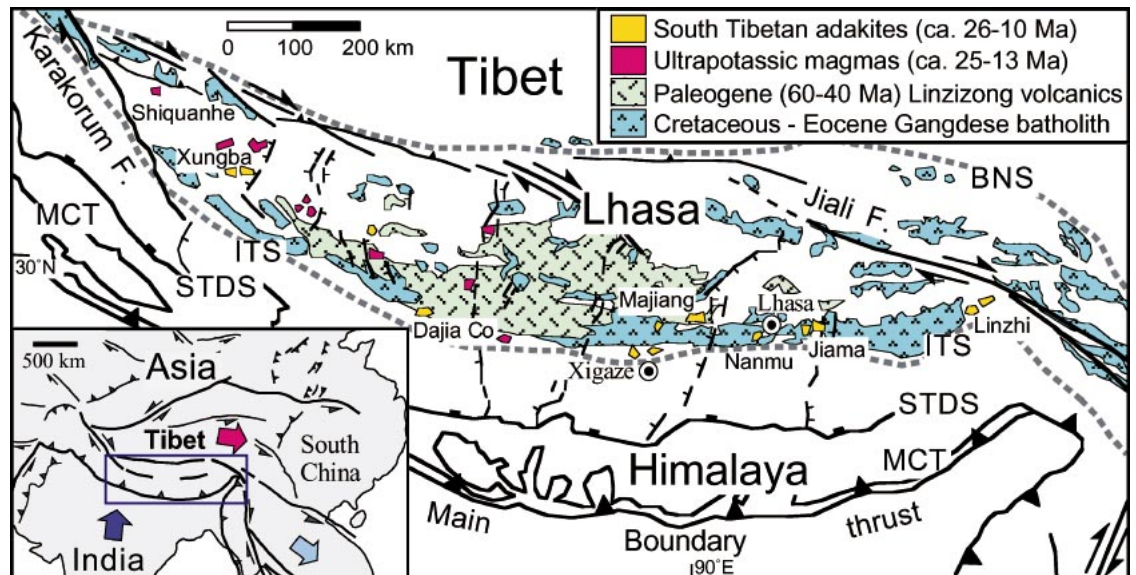 0 100 200 km
South Tibetan adakites (ca. 26-10 Ma)
Ultrapotassic magmas (ca. 25-13 Ma)
Paleogene (60-40 Ma) Linzizong volcanics
Cretaceous - Eocene Gangdese batholith
Tibet
Karakorum F.
Shiquanhe
Xungba
MCT
ITS
30°N
STDS
Lhasa
Jiali F.
BNS
Majiang
Lhasa
Dajia Co
Nanmu
Jiama
Linzhi
ITS
Xigaze
STDS
MCT
Himalaya
Main
Boundary
thrust
90°E
500 km
Asia
Tibet
South
China
India